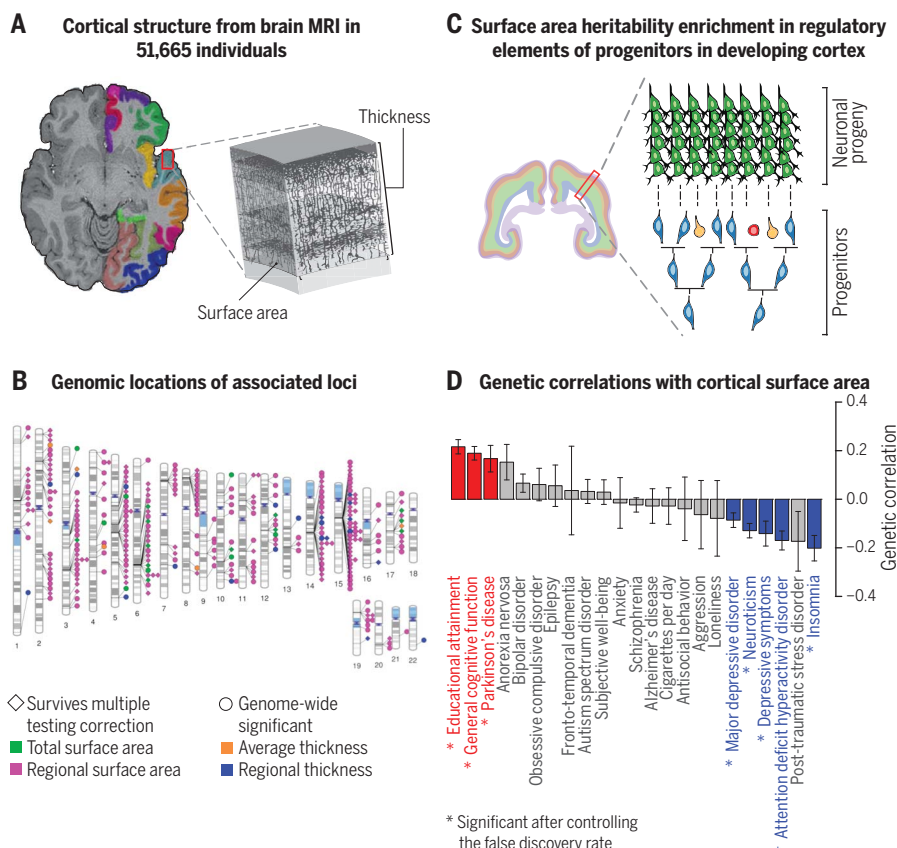 A Cortical structure from brain MRI in
51,665 individuals
Thickness
Surface area
C Surface area heritability enrichment in regulatory
elements of progenitors in developing cortex
Neuronal
progeny
Progenitors
B Genomic locations of associated loci
1 2 3 4 5 6 7 8 9 10 11 12 13 14 15 16 17 18
19 20 21 22
Survives multiple
testing correction
Genome-wide
significant
Total surface area
Average thickness
Regional surface area
Regional thickness
D Genetic correlations with cortical surface area
0.4
0.2
0.0
−0.2
−0.4
Genetic correlation
* Educational attainment
* General cognitive function
* Parkinson's disease
Anorexia nervosa
Bipolar disorder
Obsessive compulsive disorder
Epilepsy
Fronto-temporal dementia
Autism spectrum disorder
Subjective well-being
Anxiety
Schizophrenia
Alzheimer's disease
Cigarettes per day
Antisocial behavior
Aggression
Loneliness
* Major depressive disorder
* Neuroticism
* Depressive symptoms
* Attention deficit hyperactivity disorder
Post-traumatic stress disorder
* Insomnia
* Significant after controlling
the false discovery rate